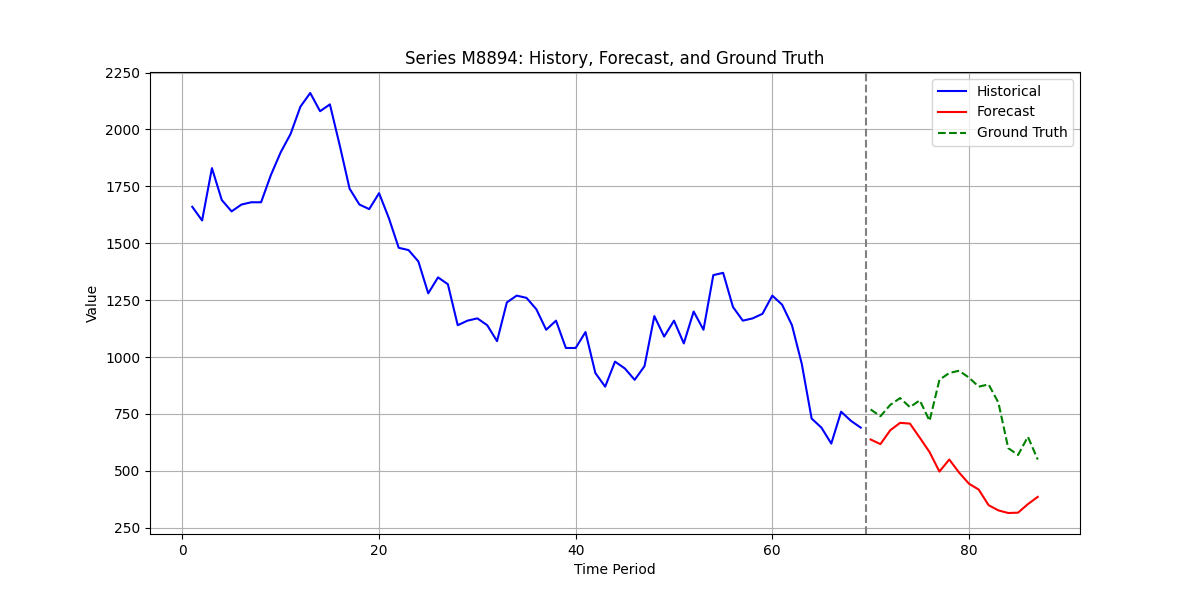 Series M8894: History, Forecast, and Ground Truth
Historical
Forecast
Ground Truth
Value
2250
2000
1750
1500
1250
1000
750
500
250
0
20
40
60
80
Time Period